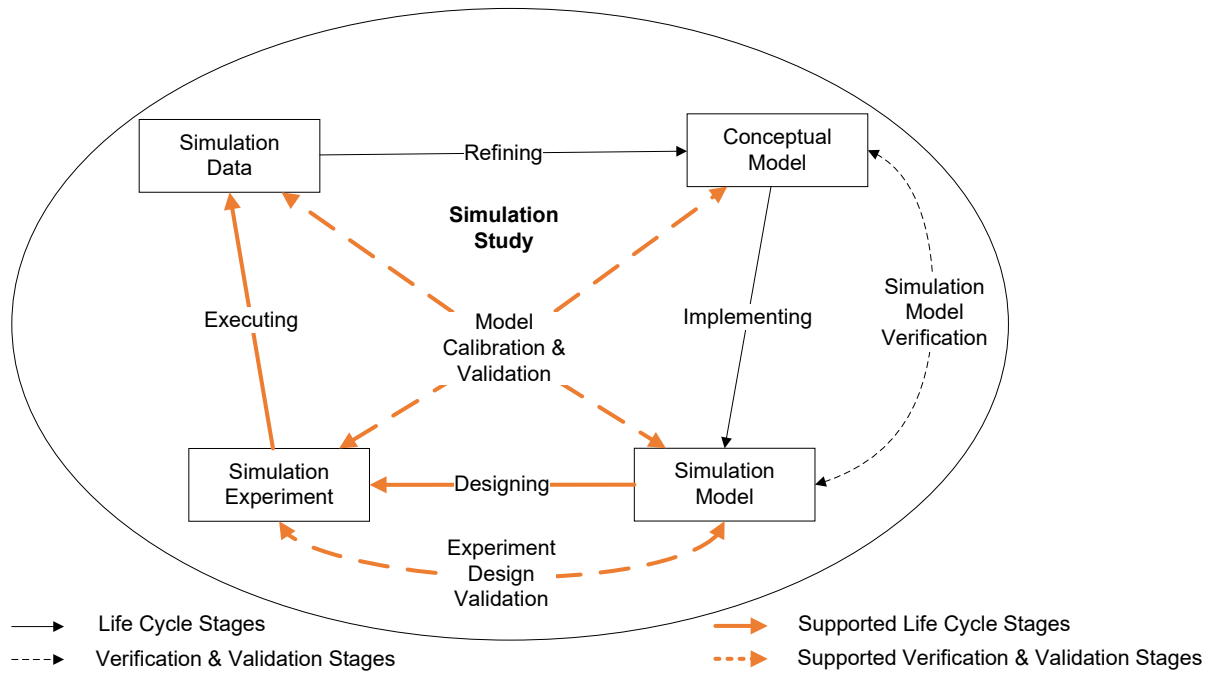 Simulation
Data
Refining
Conceptual
Model
Simulation
Study
Executing
Model
Calibration &
Validation
Implementing
Simulation
Model
Verification
Simulation
Experiment
Designing
Simulation
Model
Experiment
Design
Validation
Life Cycle Stages
Verification & Validation Stages
Supported Life Cycle Stages
Supported Verification & Validation Stages